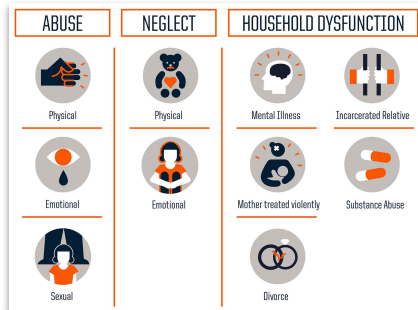 ABUSE
Physical
Emotional
Sexual
NEGLECT
Physical
Emotional
HOUSEHOLD DYSFUNCTION
Mental Illness
Incarcerated Relative
Mother treated violently
Substance Abuse
Divorce